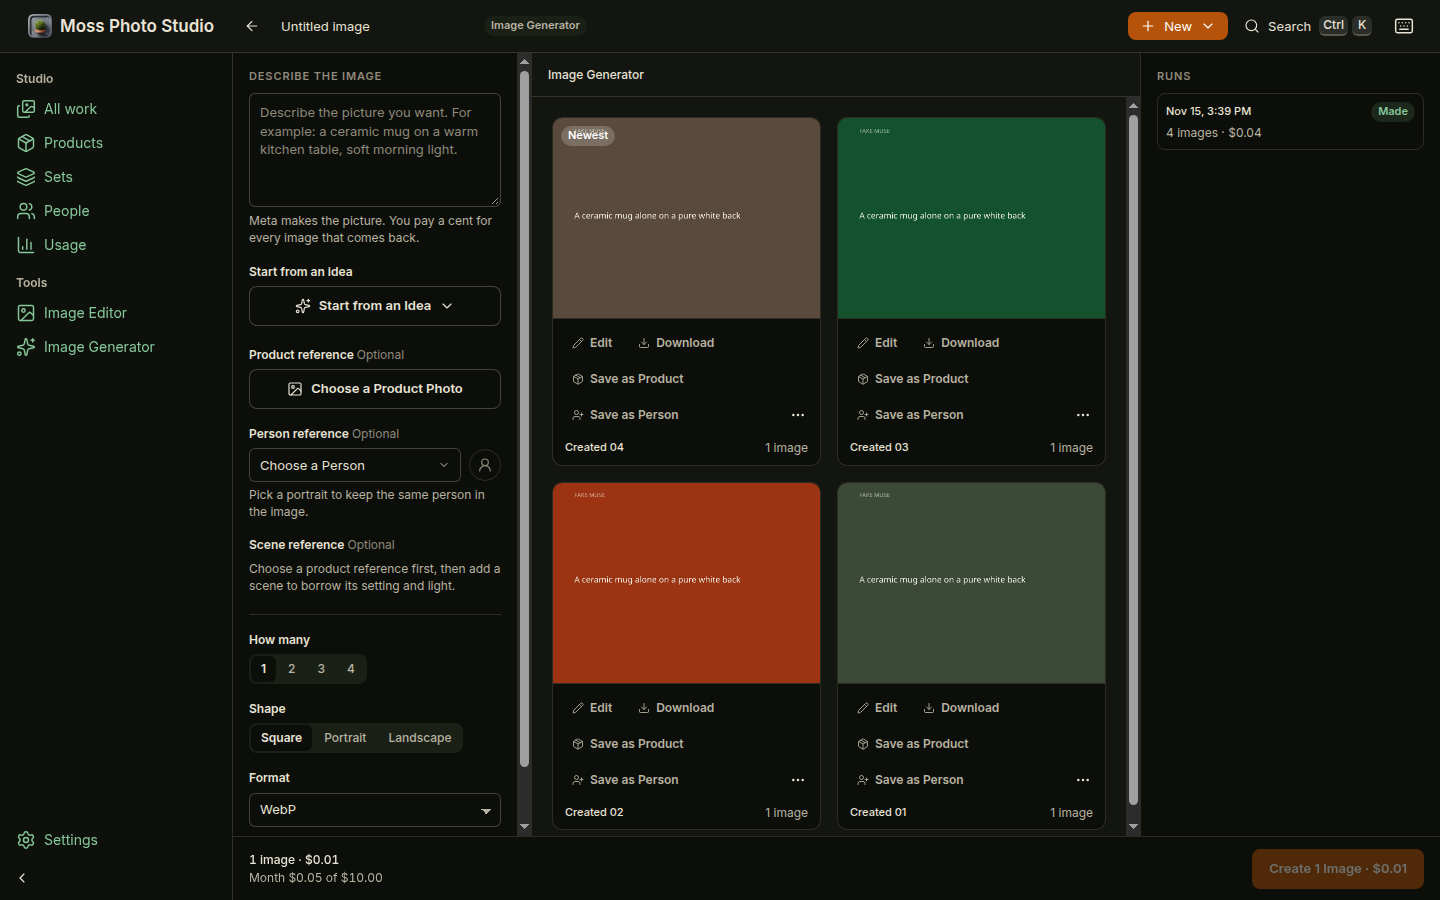 Moss Photo Studio
Untitled image
Image Generator
New
Search
Ctrl
K
Studio
All work
Products
Sets
People
Usage
Tools
Image Editor
Image Generator
Settings
DESCRIBE THE IMAGE
Describe the picture you want. For
example: a ceramic mug on a warm
kitchen table, soft morning light.
Meta makes the picture. You pay a cent for
every image that comes back.
Start from an idea
Start from an Idea
Product reference Optional
Choose a Product Photo
Person reference Optional
Choose a Person
Pick a portrait to keep the same person in
the image.
Scene reference Optional
Choose a product reference first, then add a
scene to borrow its setting and light.
How many
1 2 3 4
Shape
Square Portrait Landscape
Format
WebP
1 image · $0.01
Month $0.05 of $10.00
Image Generator
Newest
A ceramic mug alone on a pure white back
Edit Download
Save as Product
Save as Person
Created 04 1 image
FAKE MUSE
A ceramic mug alone on a pure white back
Edit Download
Save as Product
Save as Person
Created 03 1 image
FAKE MUSE
A ceramic mug alone on a pure white back
Edit Download
Save as Product
Save as Person
Created 02 1 image
FAKE MUSE
A ceramic mug alone on a pure white back
Edit Download
Save as Product
Save as Person
Created 01 1 image
RUNS
Nov 15, 3:39 PM
Made
4 images · $0.04
Create 1 Image · $0.01